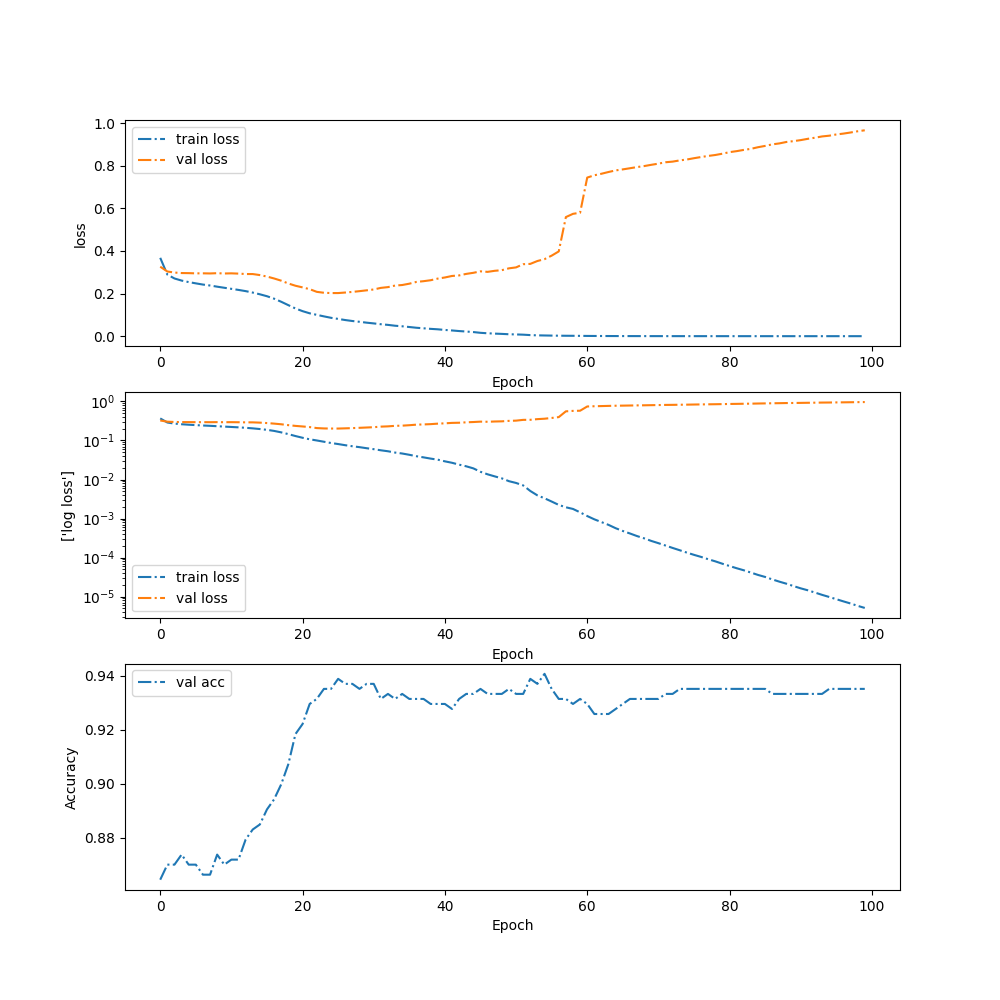 1.0
0.8
0.6
0.4
0.2
0.0
loss
train loss
val loss
0 20 40 60 80 100
Epoch
10⁰
10⁻¹
10⁻²
10⁻³
10⁻⁴
10⁻⁵
['log loss']
train loss
val loss
0 20 40 60 80 100
Epoch
0.94
0.92
0.90
0.88
Accuracy
val acc
0 20 40 60 80 100
Epoch